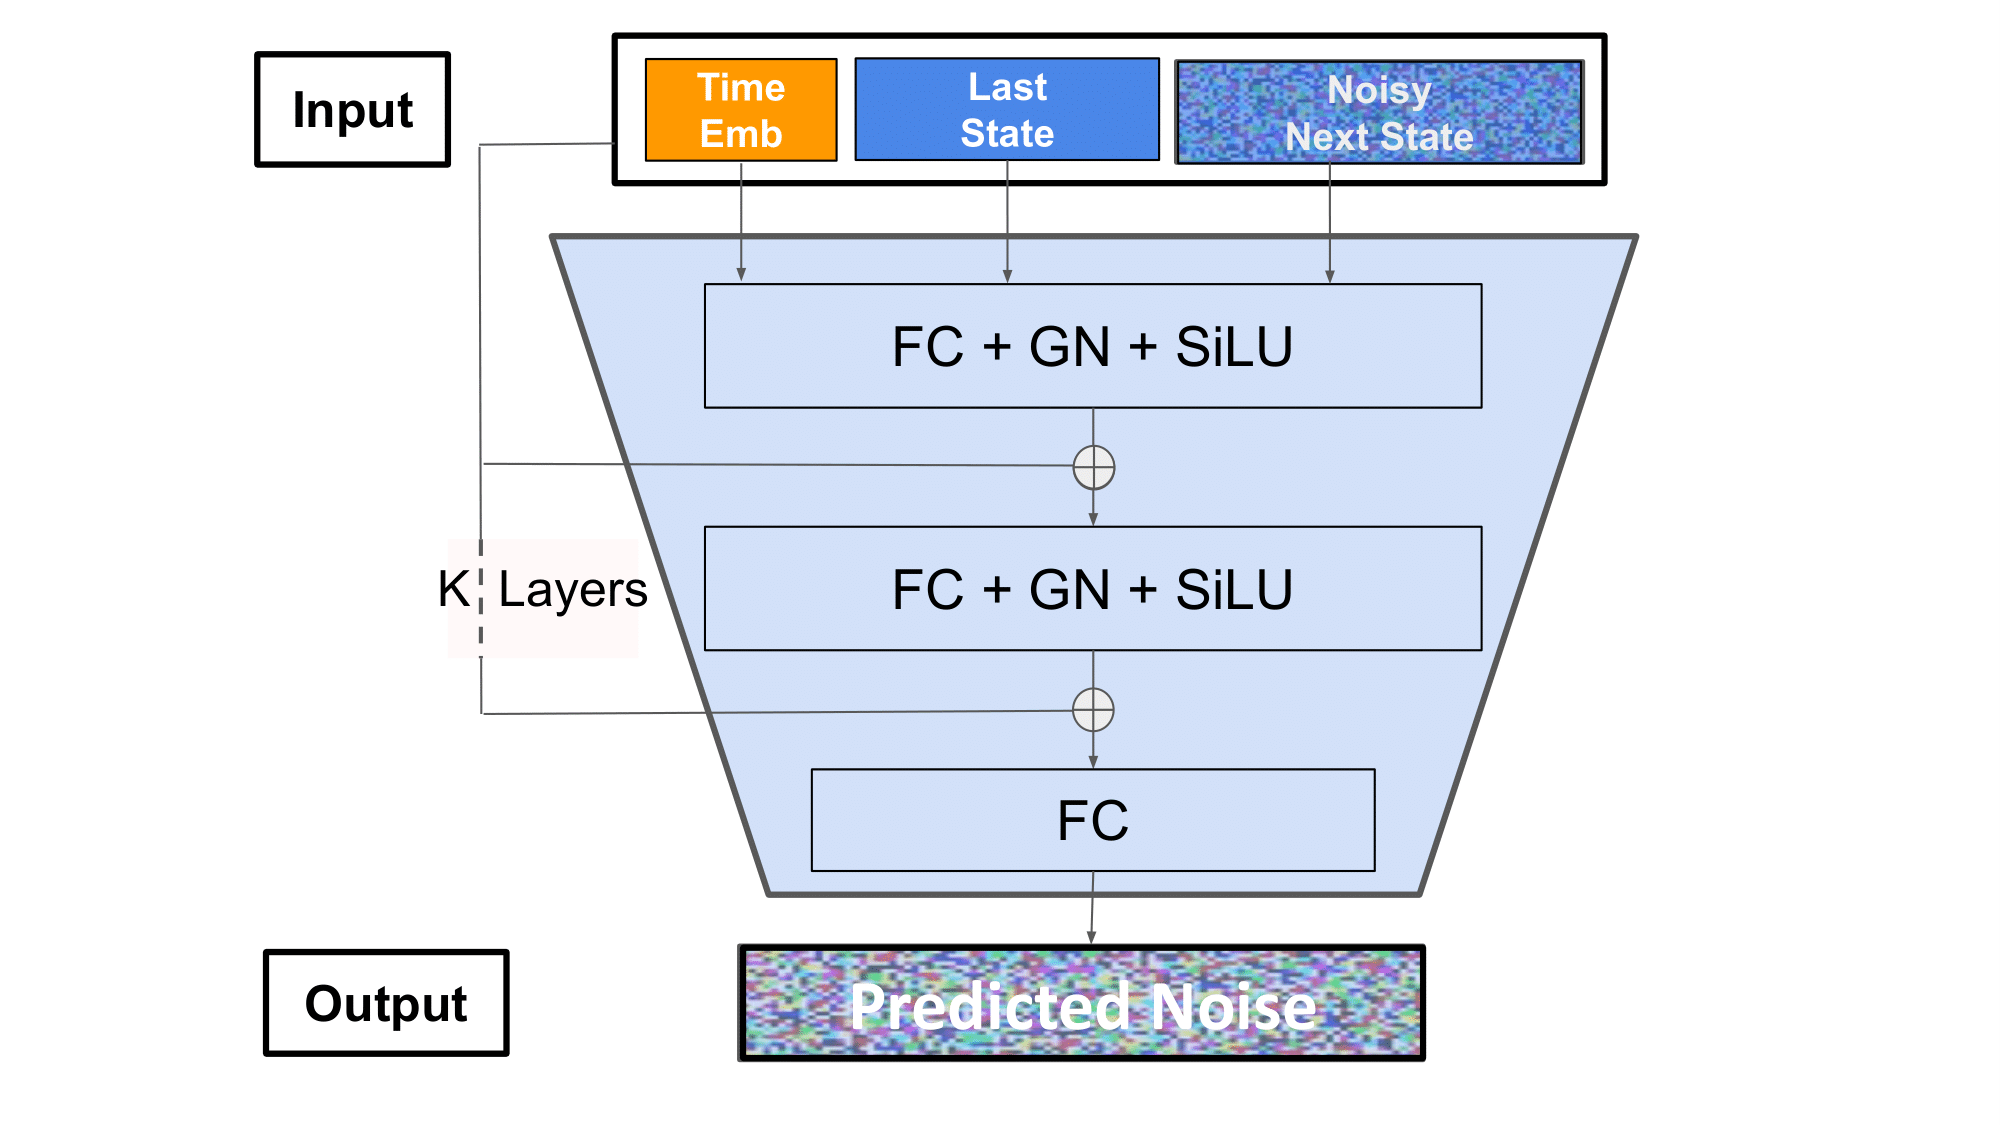 Input
Time
Emb
Last
State
Noisy
Next State
FC + GN + SiLU
K Layers
FC + GN + SiLU
FC
Output
Predicted Noise